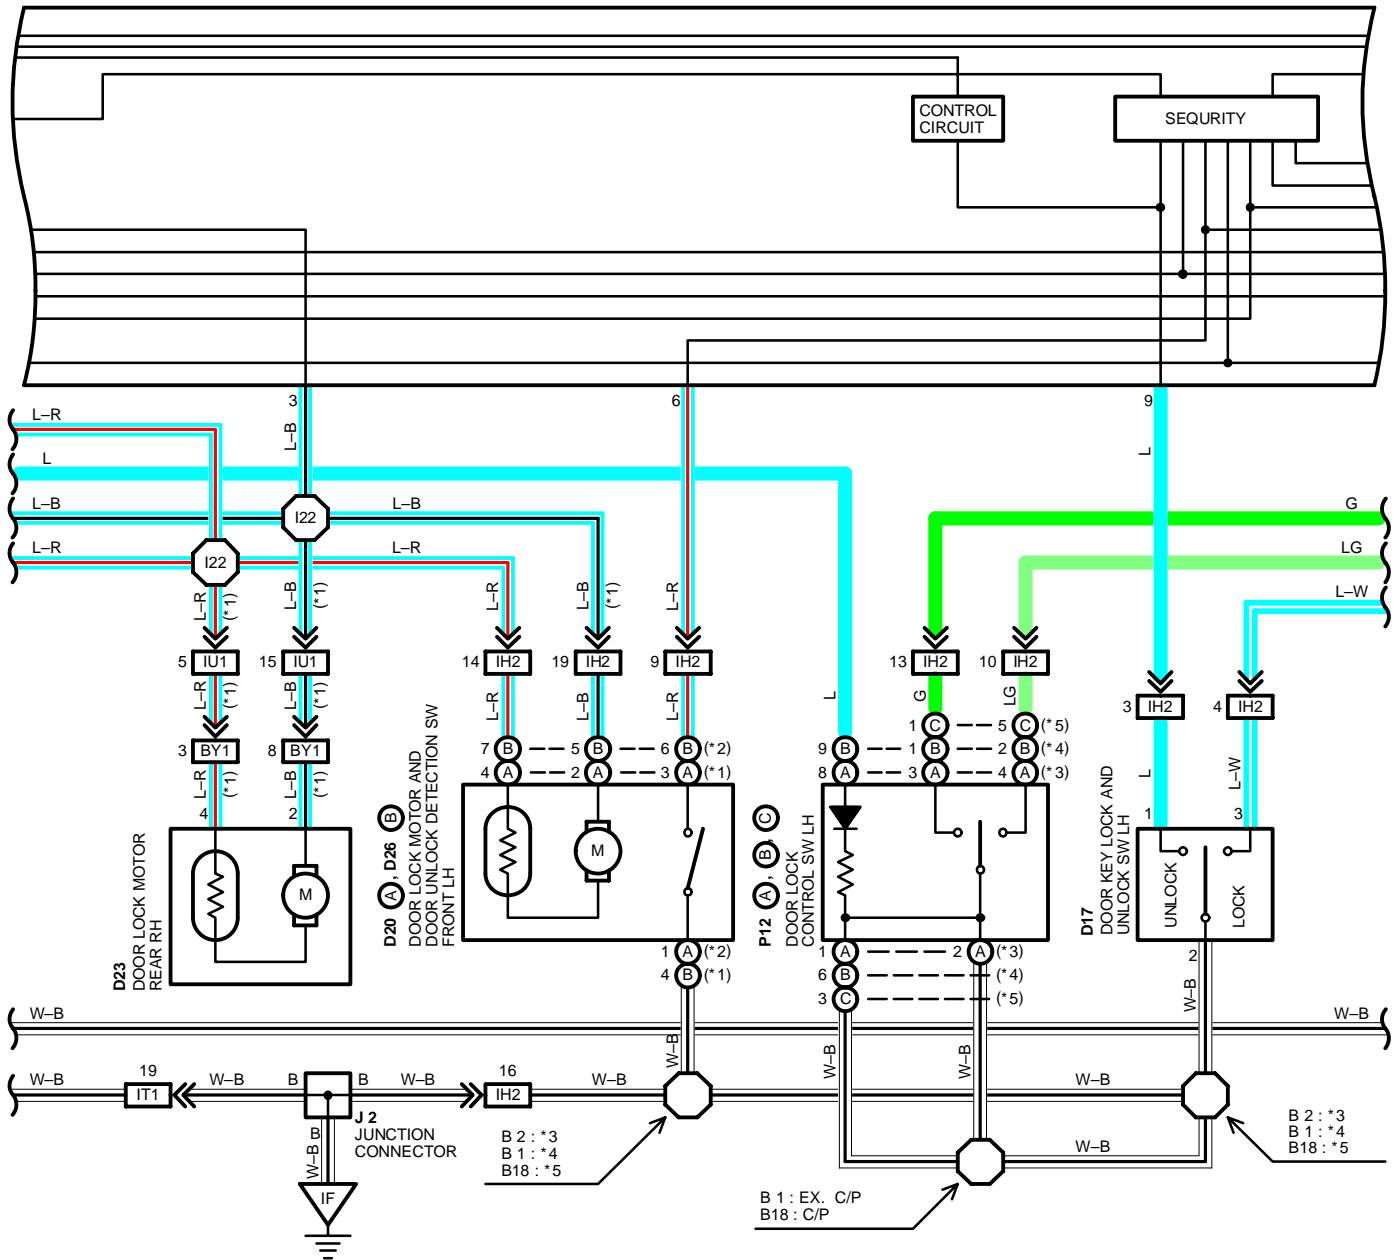 CONTROL
CIRCUIT
SEQURITY
3
6
9
L–R
L
L–B
L–R
L–B
I22
I22
L–B
L–R
L
G
LG
L–W
L–R
(*1)
L–B
(*1)
L–R
L–B
(*1)
L–R
5
IU1
15
IU1
14
IH2
19
IH2
9
IH2
13
IH2
10
IH2
3
IH2
4
IH2
L–R
(*1)
L–B
(*1)
L–R
L–B
L–R
L
G
LG
3
BY1
8
BY1
L–R
(*1)
L–B
(*1)
4
2
7
B
5
B
6
B
(*2)
4
A
2
A
3
A
(*1)
1
C
5
C
(*5)
9
B
1
B
2
B
(*4)
8
A
3
A
4
A
(*3)
L
L–W
1
3
M
M
D23
DOOR LOCK MOTOR
REAR RH
D20 A , D26 B
DOOR LOCK MOTOR AND
DOOR UNLOCK DETECTION SW
FRONT LH
P12 A , B , C
DOOR LOCK
CONTROL SW LH
D17
DOOR KEY LOCK AND
UNLOCK SW LH
UNLOCK
LOCK
1
A
(*2)
4
B
(*1)
1
A
2
A
(*3)
6
B
(*4)
3
C
(*5)
2
W–B
W–B
W–B
W–B
W–B
W–B
W–B
19
IT1
W–B
B
B
W–B
16
IH2
W–B
W–B
J 2
JUNCTION
CONNECTOR
B
W–B
IF
B 2 : *3
B 1 : *4
B18 : *5
W–B
B 1 : EX. C/P
B18 : C/P
B 2 : *3
B 1 : *4
B18 : *5